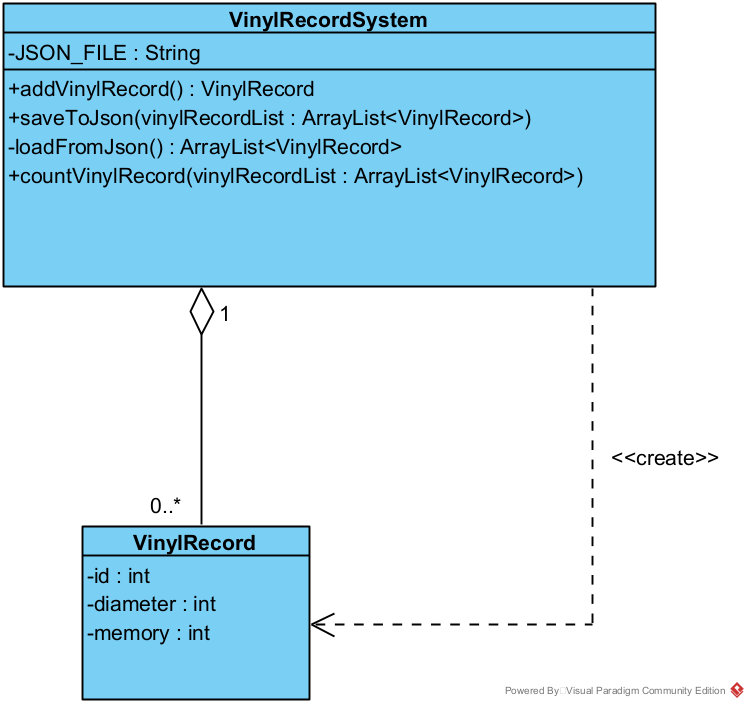 VinylRecordSystem
-JSON_FILE : String
+addVinylRecord() : VinylRecord
+saveToJson(vinylRecordList : ArrayList<VinylRecord>)
-loadFromJson() : ArrayList<VinylRecord>
+countVinylRecord(vinylRecordList : ArrayList<VinylRecord>)
1
<<create>>
0..*
VinylRecord
-id : int
-diameter : int
-memory : int
Powered By Visual Paradigm Community Edition